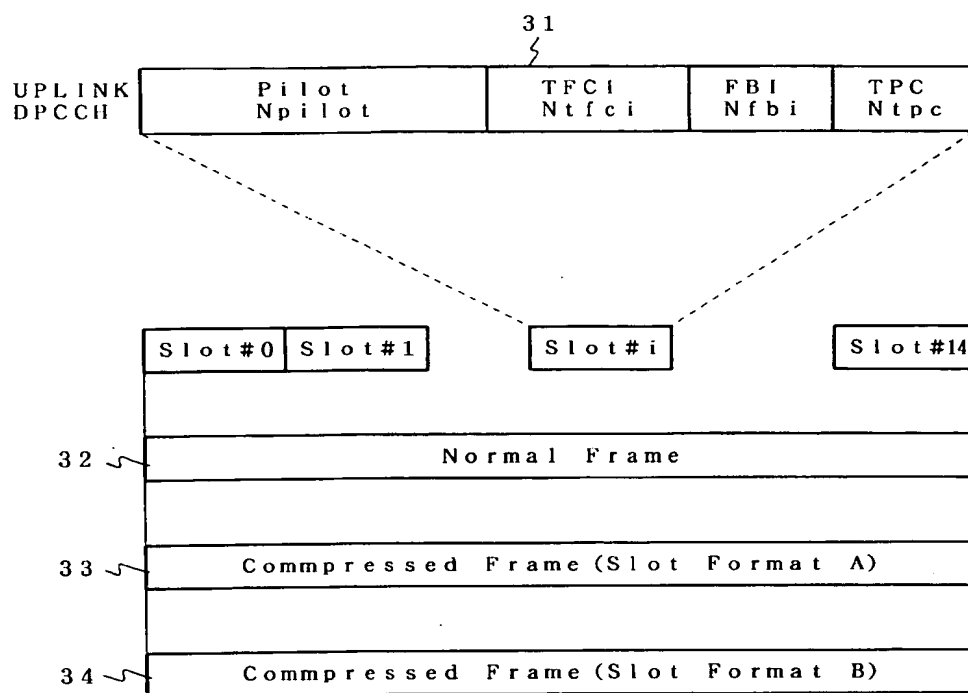 31
UPLINK DPCCH
Pilot Npilot
TFCI Ntfci
FBI Nfbi
TPC Ntpc
Slot#0 Slot#1 Slot#i Slot#14
32 Normal Frame
33 Commpressed Frame(Slot Format A)
34 Commpressed Frame(Slot Format B)